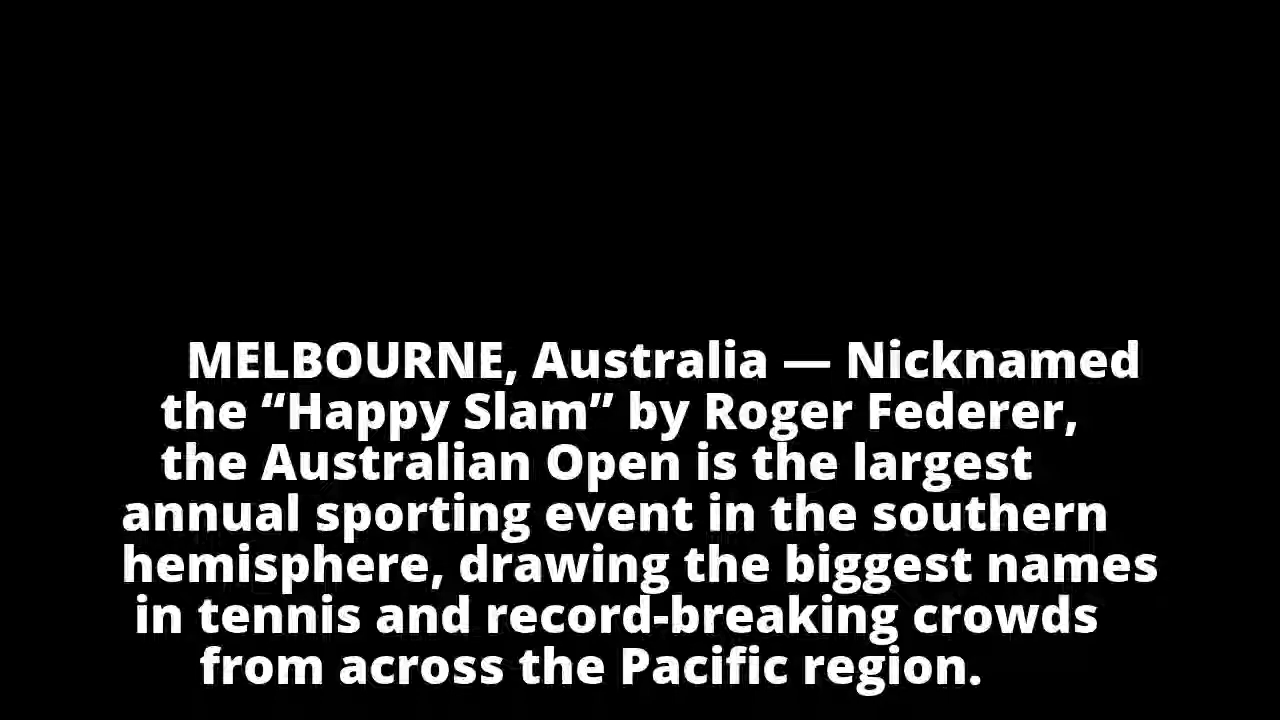 MELBOURNE, Australia — Nicknamed
the “Happy Slam” by Roger Federer,
the Australian Open is the largest
annual sporting event in the southern
hemisphere, drawing the biggest names
in tennis and record-breaking crowds
from across the Pacific region.